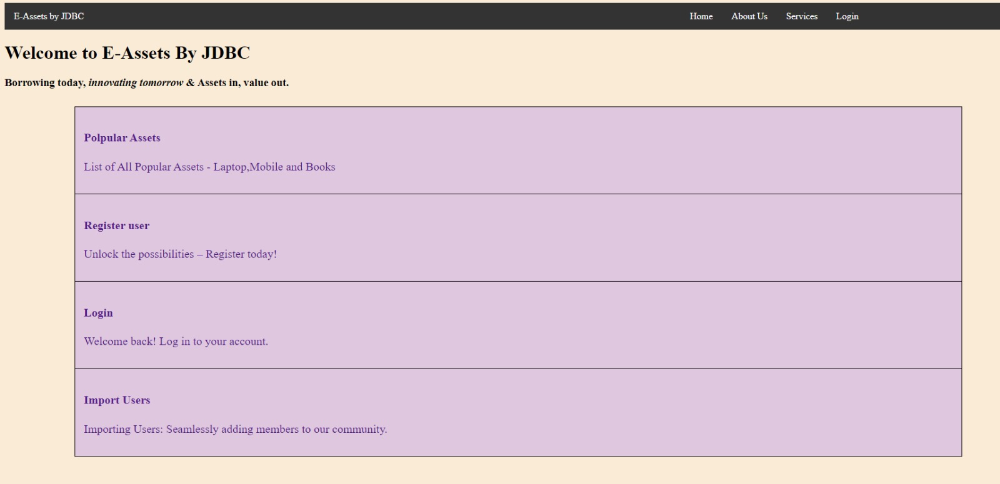 E-Assets by JDBC Home About Us Services Login
Welcome to E-Assets By JDBC
Borrowing today, innovating tomorrow & Assets in, value out.
Polpular Assets
List of All Popular Assets - Laptop,Mobile and Books
Register user
Unlock the possibilities – Register today!
Login
Welcome back! Log in to your account.
Import Users
Importing Users: Seamlessly adding members to our community.